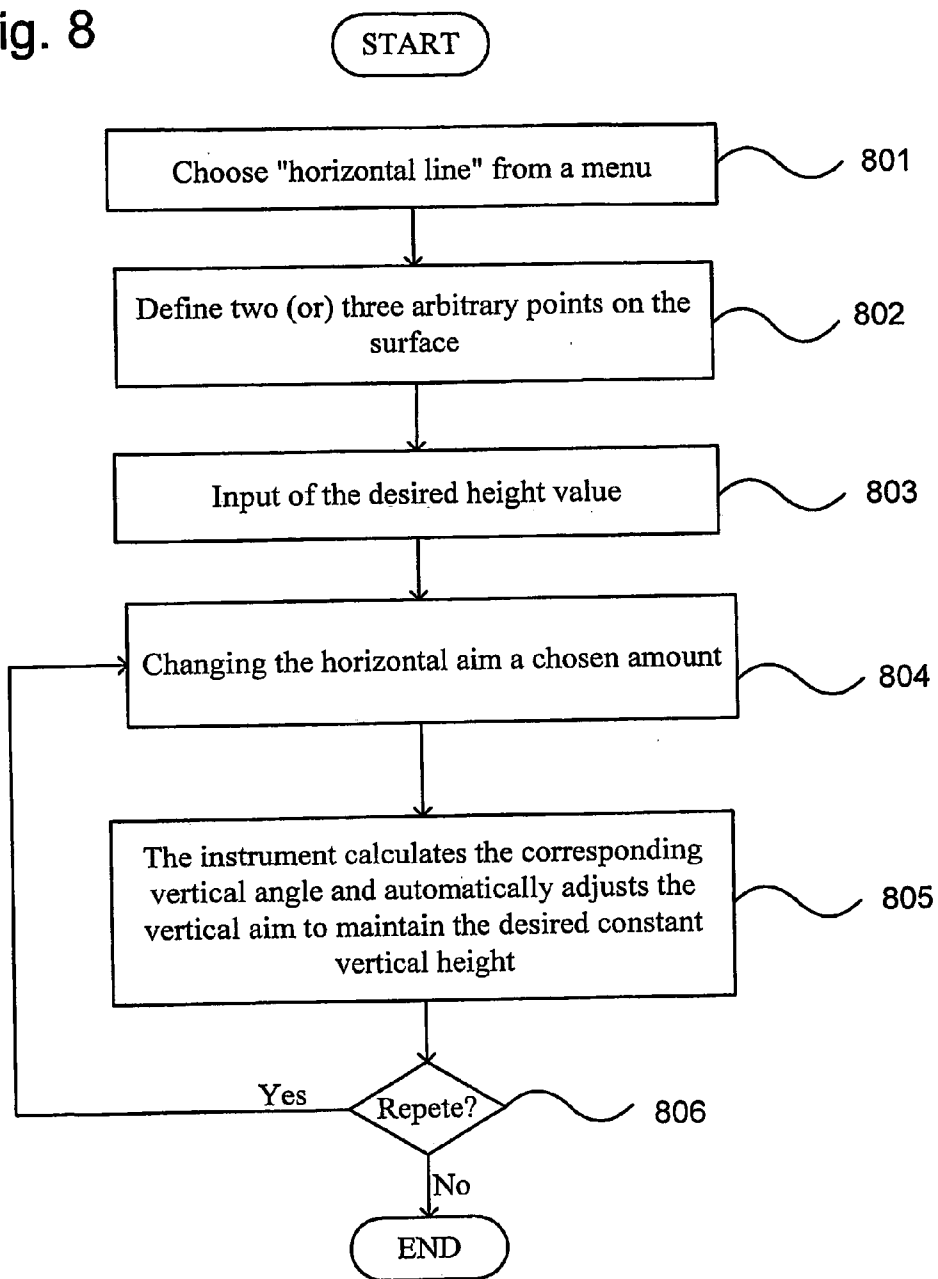 ig. 8
START
Choose "horizontal line" from a menu
801
Define two (or) three arbitrary points on the
surface
802
Input of the desired height value
803
Changing the horizontal aim a chosen amount
804
The instrument calculates the corresponding
vertical angle and automatically adjusts the
vertical aim to maintain the desired constant
vertical height
805
Yes
Repete?
806
No
END